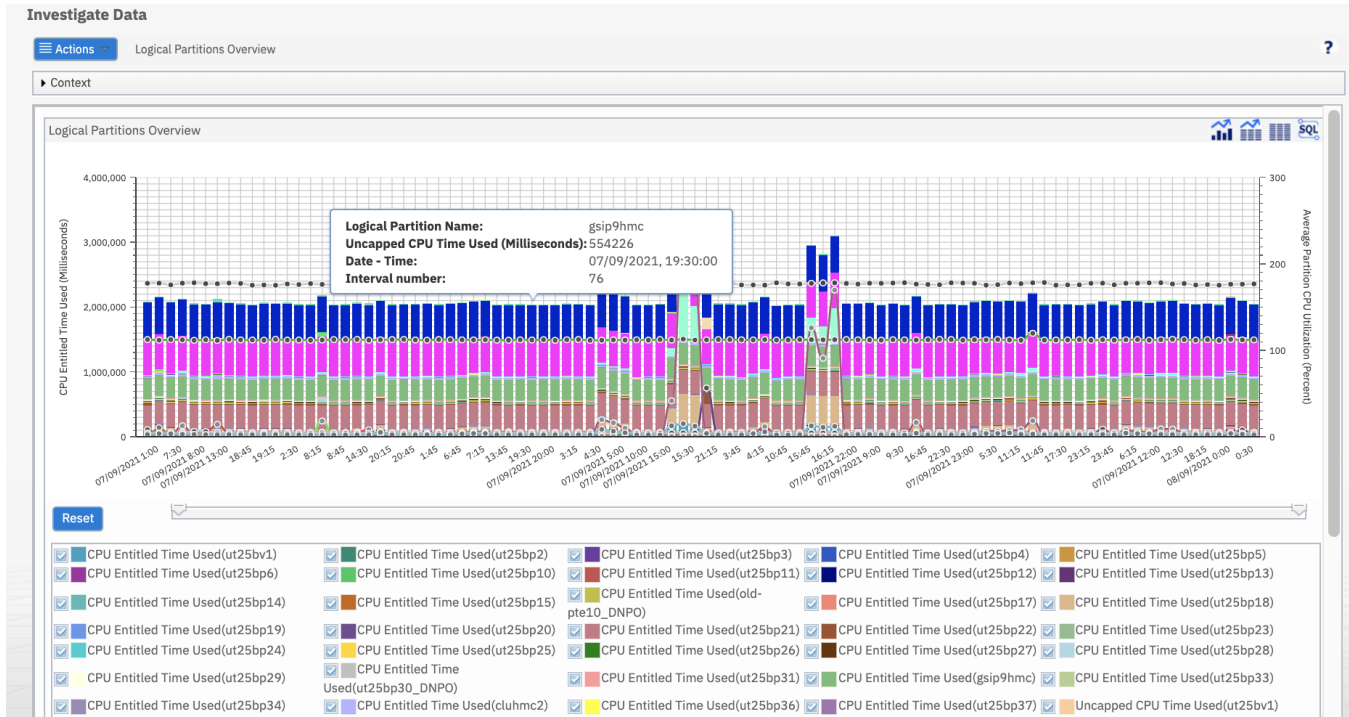 Investigate Data
Actions
Logical Partitions Overview
?
Context
Logical Partitions Overview
SQL
4,000,000
3,000,000
2,000,000
1,000,000
0
CPU Entitled Time Used (Milliseconds)
300
200
100
0
Average Partition CPU Utilization (Percent)
Logical Partition Name: gsip9hmc
Uncapped CPU Time Used (Milliseconds): 554226
Date - Time: 07/09/2021, 19:30:00
Interval number: 76
07/09/2021 1:00
7:30
07/09/2021 8:00
07/09/2021 13:00
18:45
19:15
2:30
8:15
8:45
14:30
20:15
20:45
1:45
6:45
7:15
13:45
19:30
07/09/2021 20:00
3:15
4:30
07/09/2021 5:00
07/09/2021 10:00
07/09/2021 15:00
15:30
21:15
3:45
4:15
10:45
15:45
16:15
07/09/2021 22:00
07/09/2021 9:00
9:30
16:45
22:30
07/09/2021 23:00
5:30
11:15
11:45
17:30
23:15
23:45
6:15
07/09/2021 12:00
12:30
18:15
08/09/2021 0:00
0:30
Reset
CPU Entitled Time Used(ut25bv1)
CPU Entitled Time Used(ut25bp2)
CPU Entitled Time Used(ut25bp3)
CPU Entitled Time Used(ut25bp4)
CPU Entitled Time Used(ut25bp5)
CPU Entitled Time Used(ut25bp6)
CPU Entitled Time Used(ut25bp10)
CPU Entitled Time Used(ut25bp11)
CPU Entitled Time Used(ut25bp12)
CPU Entitled Time Used(ut25bp13)
CPU Entitled Time Used(ut25bp14)
CPU Entitled Time Used(ut25bp15)
CPU Entitled Time Used(old-
pte10_DNPO)
CPU Entitled Time Used(ut25bp17)
CPU Entitled Time Used(ut25bp18)
CPU Entitled Time Used(ut25bp19)
CPU Entitled Time Used(ut25bp20)
CPU Entitled Time Used(ut25bp21)
CPU Entitled Time Used(ut25bp22)
CPU Entitled Time Used(ut25bp23)
CPU Entitled Time Used(ut25bp24)
CPU Entitled Time Used(ut25bp25)
CPU Entitled Time Used(ut25bp26)
CPU Entitled Time Used(ut25bp27)
CPU Entitled Time Used(ut25bp28)
CPU Entitled Time Used(ut25bp29)
CPU Entitled Time
Used(ut25bp30_DNPO)
CPU Entitled Time Used(ut25bp31)
CPU Entitled Time Used(gsip9hmc)
CPU Entitled Time Used(ut25bp33)
CPU Entitled Time Used(ut25bp34)
CPU Entitled Time Used(cluhmc2)
CPU Entitled Time Used(ut25bp36)
CPU Entitled Time Used(ut25bp37)
Uncapped CPU Time Used(ut25bv1)